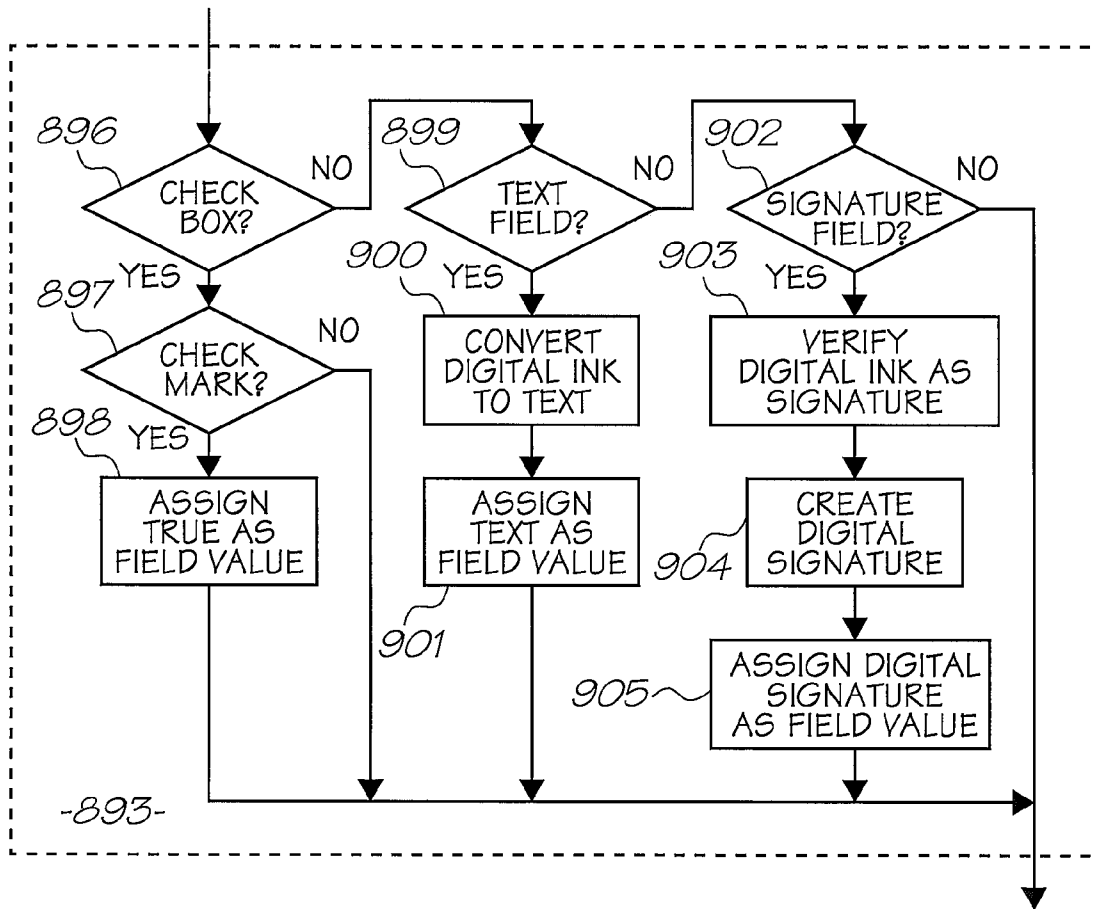 896
CHECK
BOX?
NO
YES
897
CHECK
MARK?
NO
YES
898
ASSIGN
TRUE AS
FIELD VALUE
899
TEXT
FIELD?
NO
YES
900
CONVERT
DIGITAL INK
TO TEXT
ASSIGN
TEXT AS
FIELD VALUE
901
902
SIGNATURE
FIELD?
NO
YES
903
VERIFY
DIGITAL INK AS
SIGNATURE
CREATE
DIGITAL
SIGNATURE
904
ASSIGN DIGITAL
SIGNATURE
AS FIELD VALUE
905
-893-